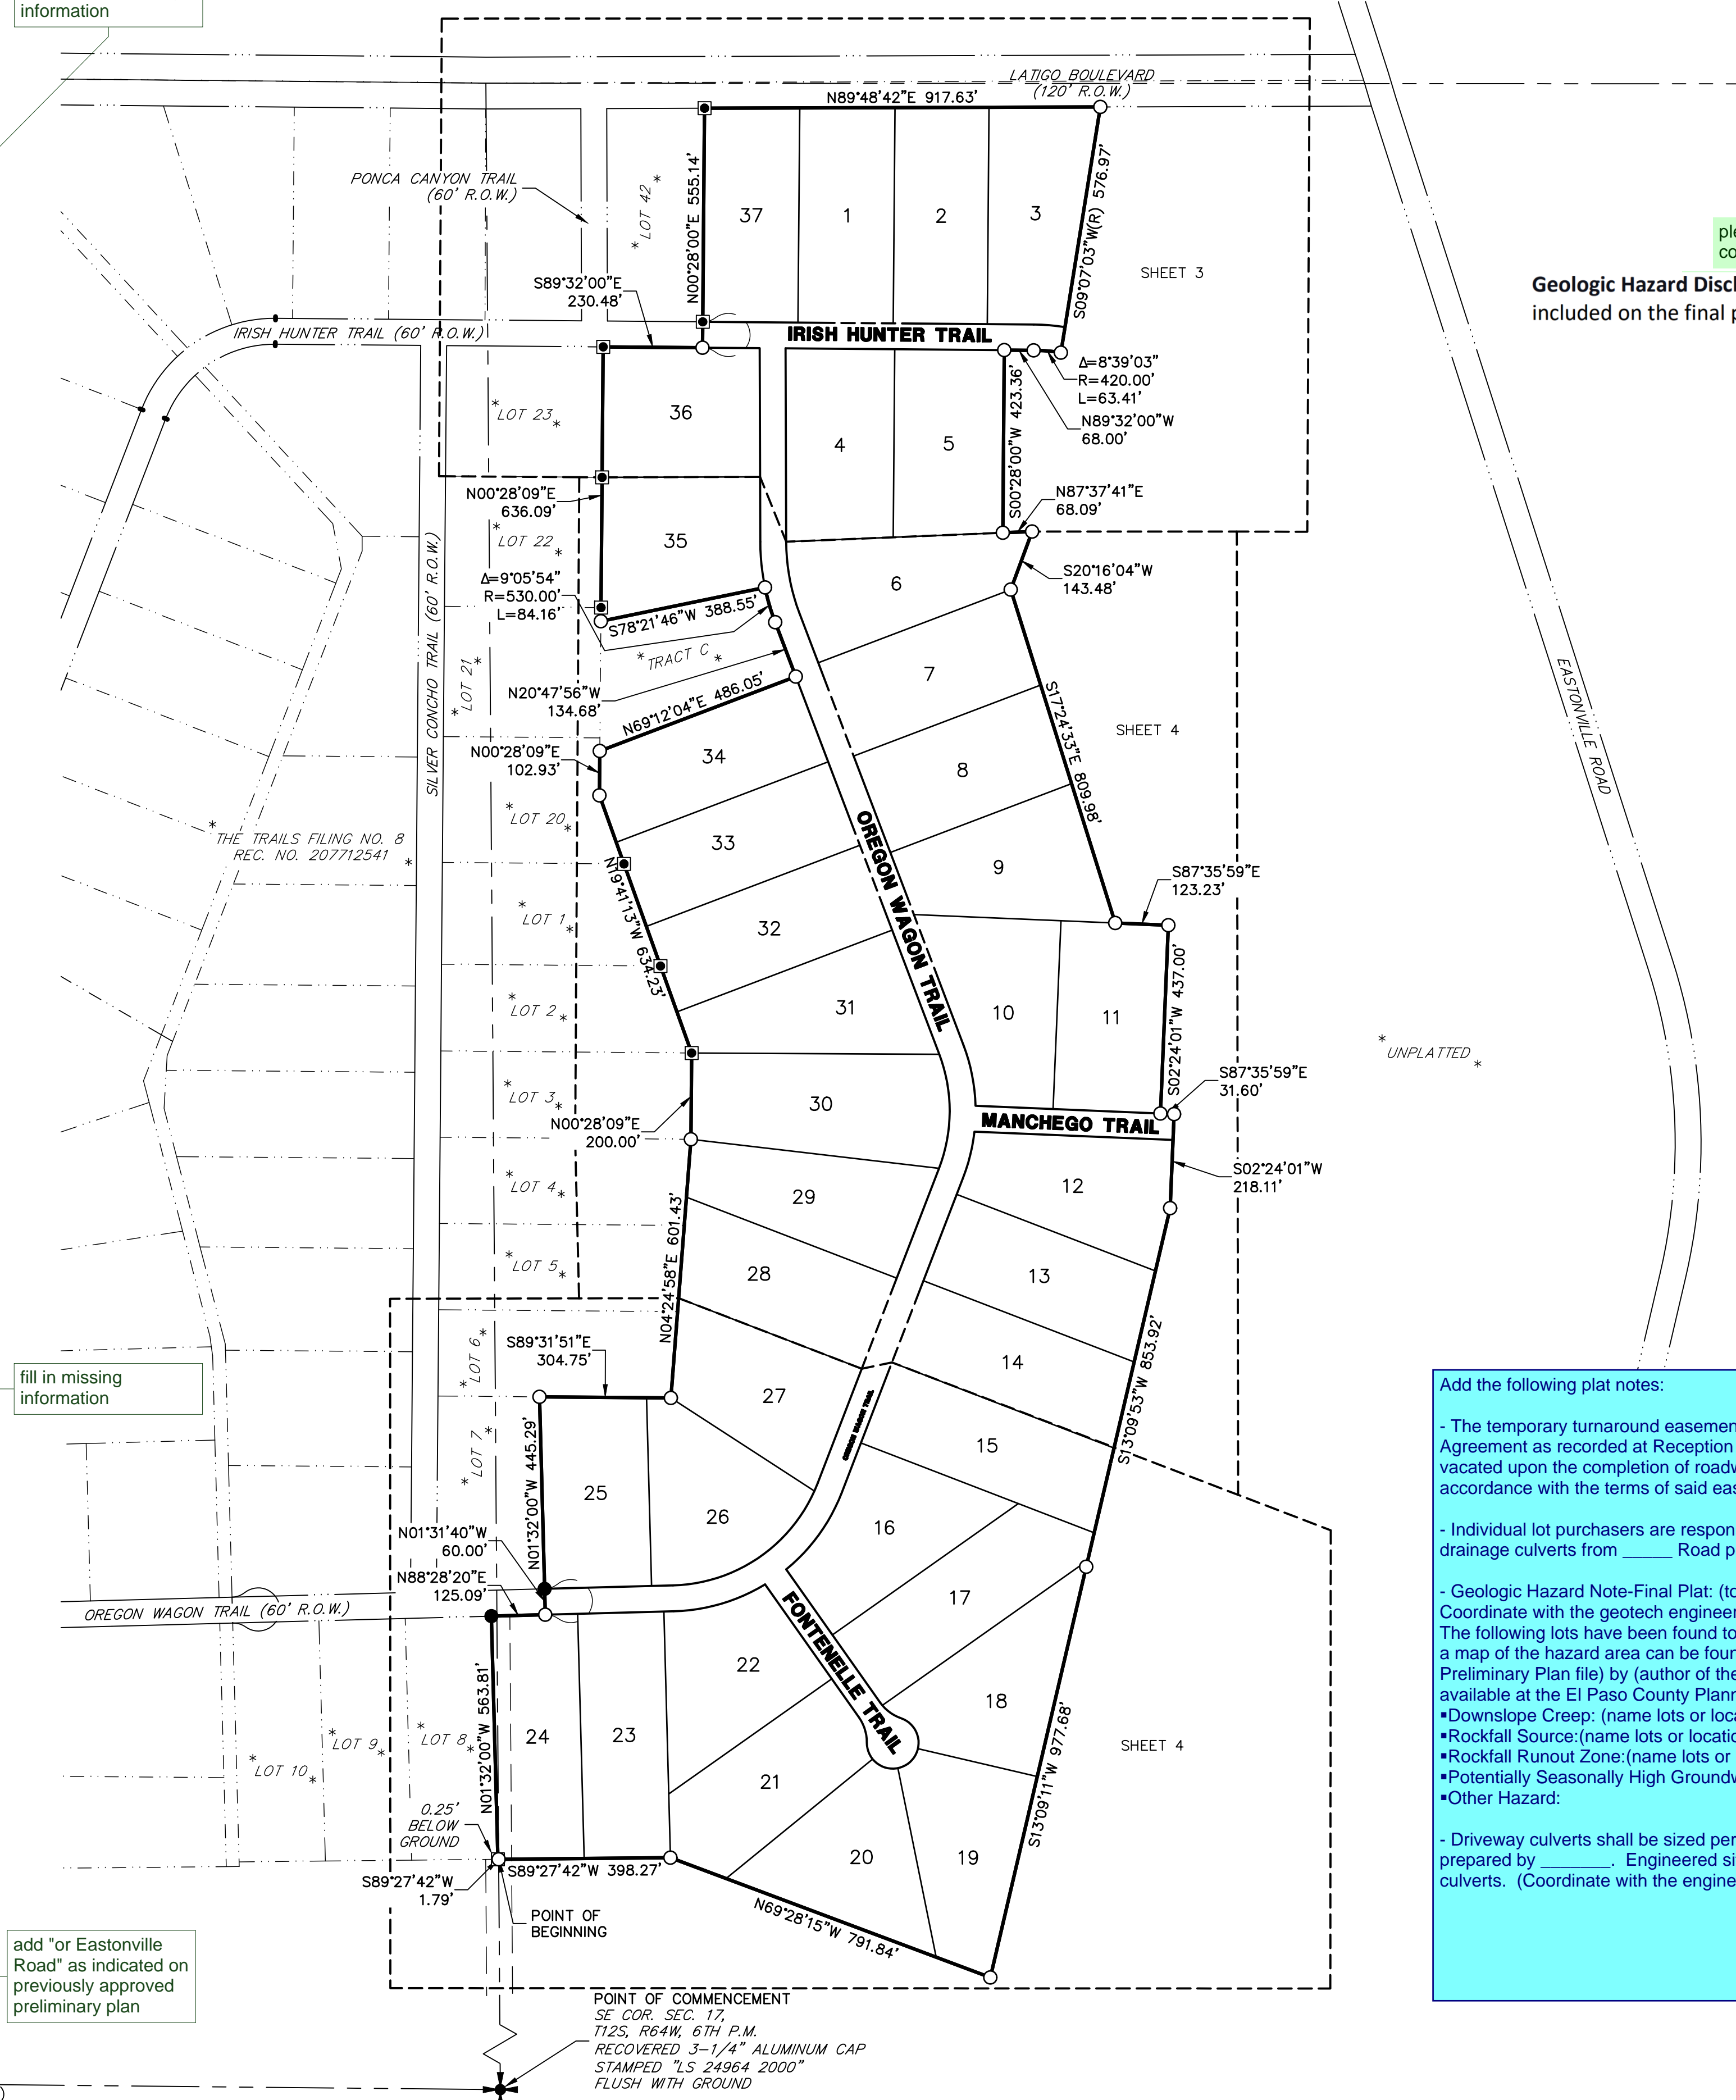 information
LATIGO BOULEVARD
(120' R.O.W.)
N89°48'42"E 917.63'
PONCA CANYON TRAIL
(60' R.O.W.)
* LOT 42 *
N00°28'00"E 555.14'
37
1
2
3
S09°07'03"W(R) 576.97'
SHEET 3
S89°32'00"E
230.48'
IRISH HUNTER TRAIL (60' R.O.W.)
IRISH HUNTER TRAIL
Δ=8°39'03"
R=420.00'
L=63.41'
N89°32'00"W
68.00'
* LOT 23 *
36
4
5
S00°28'00"W 423.36'
N00°28'09"E
636.09'
N87°37'41"E
68.09'
* LOT 22 *
35
6
S20°16'04"W
143.48'
Δ=9°05'54"
R=530.00'
L=84.16'
S78°21'46"W 388.55'
* TRACT C *
SILVER CONCHO TRAIL (60' R.O.W.)
* LOT 21 *
N20°47'56"W
134.68'
N69°12'04"E 486.05'
7
S17°24'33"E 809.98'
SHEET 4
EASTONVILLE ROAD
N00°28'09"E
102.93'
34
8
* LOT 20 *
* THE TRAILS FILING NO. 8
REC. NO. 207712541 *
33
OREGON WAGON TRAIL
9
S87°35'59"E
123.23'
N19°41'13"W 634.23'
* LOT 1 *
32
* LOT 2 *
31
10
11
S02°24'01"W 437.00'
* UNPLATTED *
S87°35'59"E
31.60'
* LOT 3 *
30
MANCHEGO TRAIL
N00°28'09"E
200.00'
S02°24'01"W
218.11'
* LOT 4 *
29
12
* LOT 5 *
28
13
N04°24'58"E 601.43'
* LOT 6 *
S89°31'51"E
304.75'
14
S13°09'53"W 853.92'
27
OREGON WAGON TRAIL
15
* LOT 7 *
N01°32'00"W 445.29'
25
26
16
N01°31'40"W
60.00'
N88°28'20"E
125.09'
OREGON WAGON TRAIL (60' R.O.W.)
17
FONTENELLE TRAIL
22
18
N01°32'00"W 563.81'
24
23
* LOT 8 *
* LOT 9 *
* LOT 10 *
21
S13°09'11"W 977.68'
SHEET 4
0.25'
BELOW
GROUND
20
19
S89°27'42"W
1.79'
S89°27'42"W 398.27'
N69°28'15"W 791.84'
POINT OF
BEGINNING
POINT OF COMMENCEMENT
SE COR. SEC. 17,
T12S, R64W, 6TH P.M.
RECOVERED 3-1/4" ALUMINUM CAP
STAMPED "LS 24964 2000"
FLUSH WITH GROUND
fill in missing
information
add "or Eastonville
Road" as indicated on
previously approved
preliminary plan
Geologic Hazard
included on the final
Add the following plat notes:
- The temporary turnaround
Agreement as recorded at Reception
vacated upon the completion of
accordance with the terms of said
- Individual lot purchasers are
drainage culverts from _____ Road
- Geologic Hazard Note-Final Plat:
Coordinate with the geotech
The following lots have been found to
a map of the hazard area can be
Preliminary Plan file) by (author of the
available at the El Paso County
▪Downslope Creep: (name lots or
▪Rockfall Source:(name lots or
▪Rockfall Runout Zone:(name lots or
▪Potentially Seasonally High
▪Other Hazard:
- Driveway culverts shall be sized per
prepared by _______. Engineered
culverts. (Coordinate with the